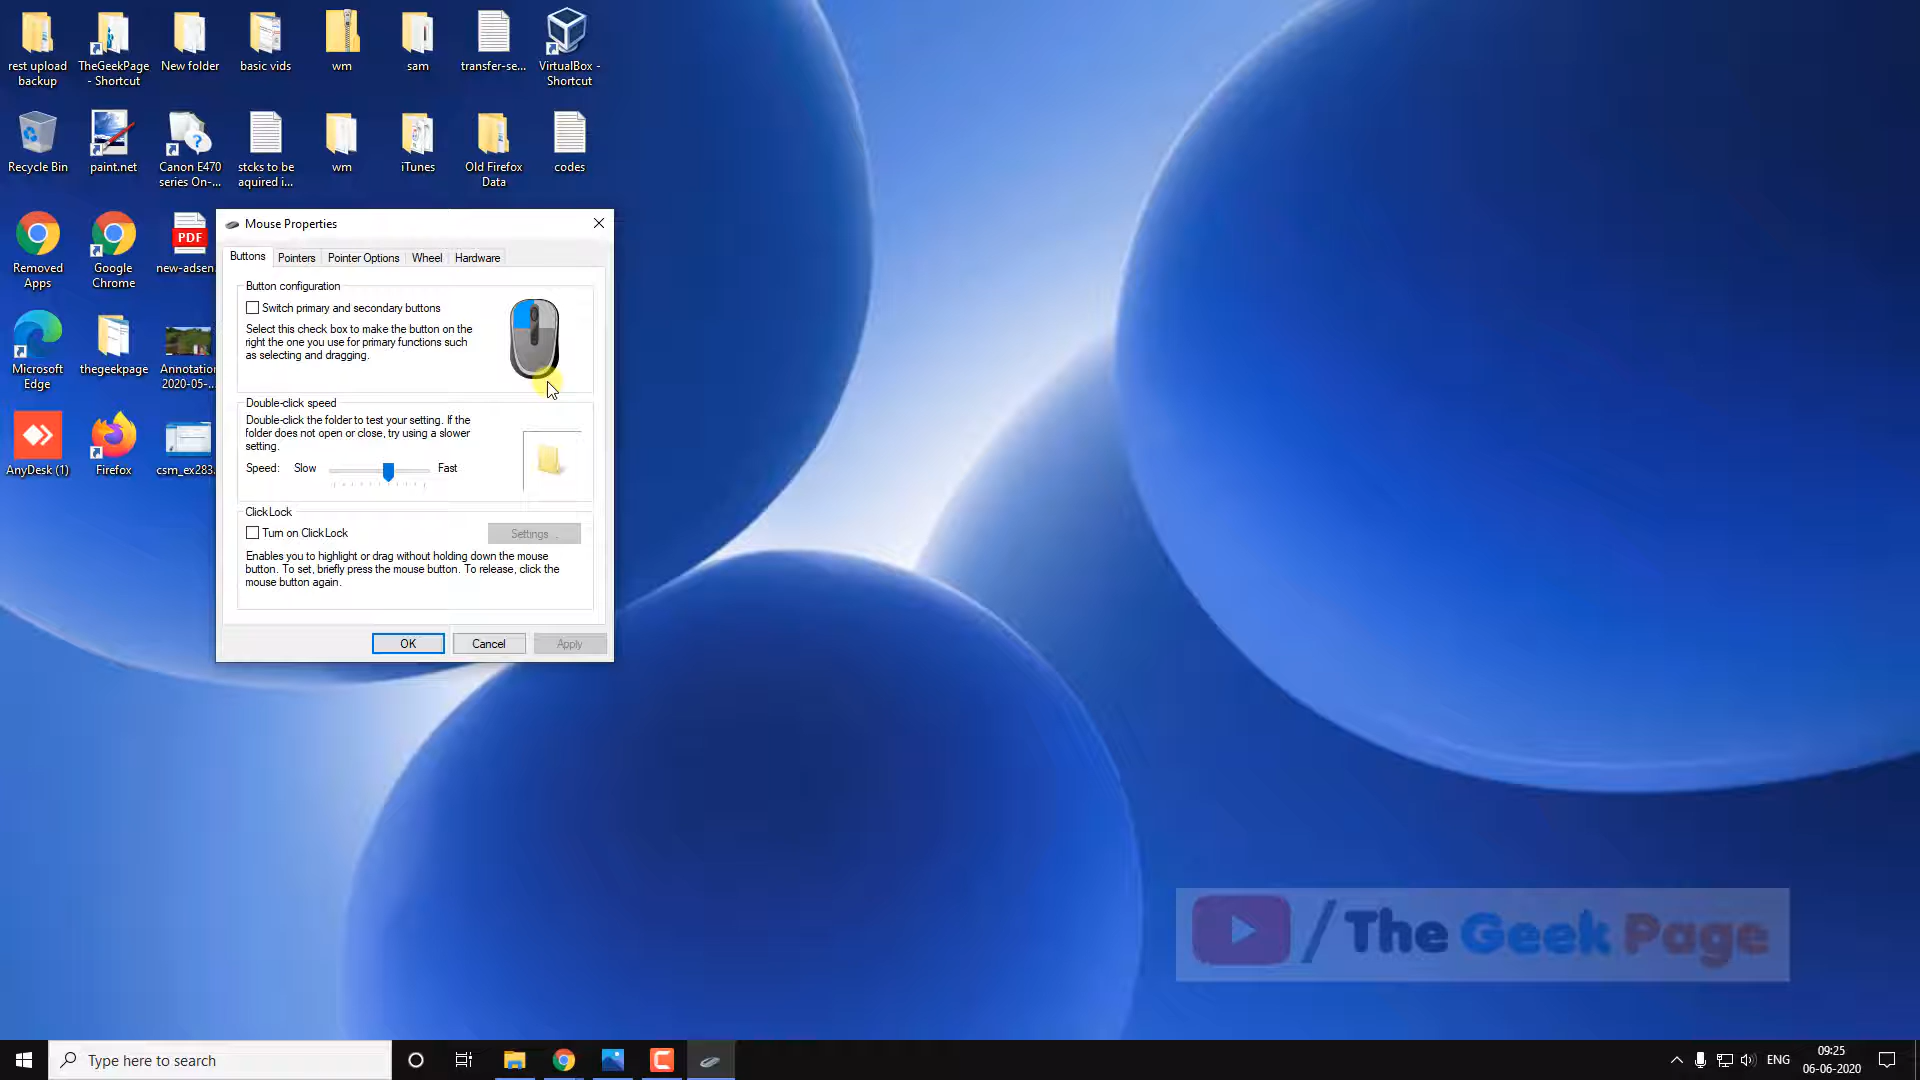 rest upload
backup
TheGeekPage
- Shortcut
New folder
basic vids
wm
sam
transfer-se...
VirtualBox -
Shortcut
Recycle Bin
paint.net
Canon E470
series On-...
stcks to be
aquired i...
wm
iTunes
Old Firefox
Data
codes
Removed
Apps
Google
Chrome
PDF
new-adsen.
Microsoft
Edge
thegeekpage
Annotation
2020-05-...
AnyDesk (1)
Firefox
csm_ex283.
Mouse Properties
Buttons
Pointers
Pointer Options
Wheel
Hardware
Button configuration
Switch primary and secondary buttons
Select this check box to make the button on the
right the one you use for primary functions such
as selecting and dragging.
Double-click speed
Double-click the folder to test your setting. If the
folder does not open or close, try using a slower
setting.
Speed: Slow Fast
ClickLock
Turn on ClickLock
Settings...
Enables you to highlight or drag without holding down the mouse
button. To set, briefly press the mouse button. To release, click the
mouse button again.
OK
Cancel
Apply
/ The Geek Page
Type here to search
ENG
09:25
06-06-2020